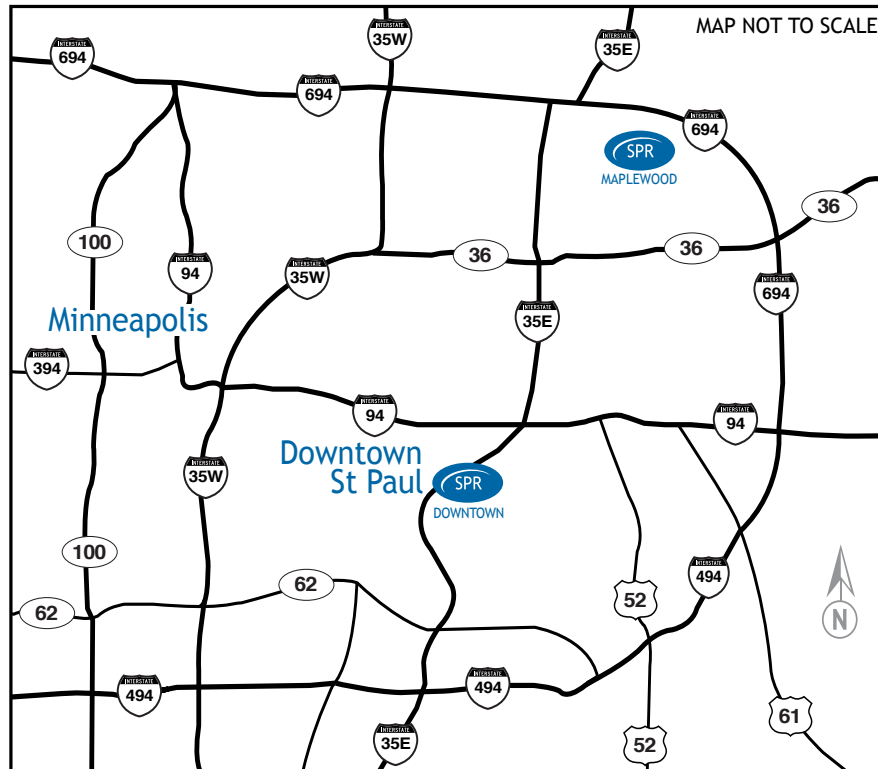 MAP NOT TO SCALE
INTERSTATE
35W
INTERSTATE
35E
INTERSTATE
694
INTERSTATE
694
INTERSTATE
694
SPR
MAPLEWOOD
36
100
36
36
INTERSTATE
94
INTERSTATE
35W
INTERSTATE
694
Minneapolis
INTERSTATE
35E
INTERSTATE
394
INTERSTATE
94
INTERSTATE
94
Downtown
St Paul
SPR
DOWNTOWN
INTERSTATE
35W
100
INTERSTATE
494
62
62
52
N
INTERSTATE
494
INTERSTATE
494
61
INTERSTATE
35E
52